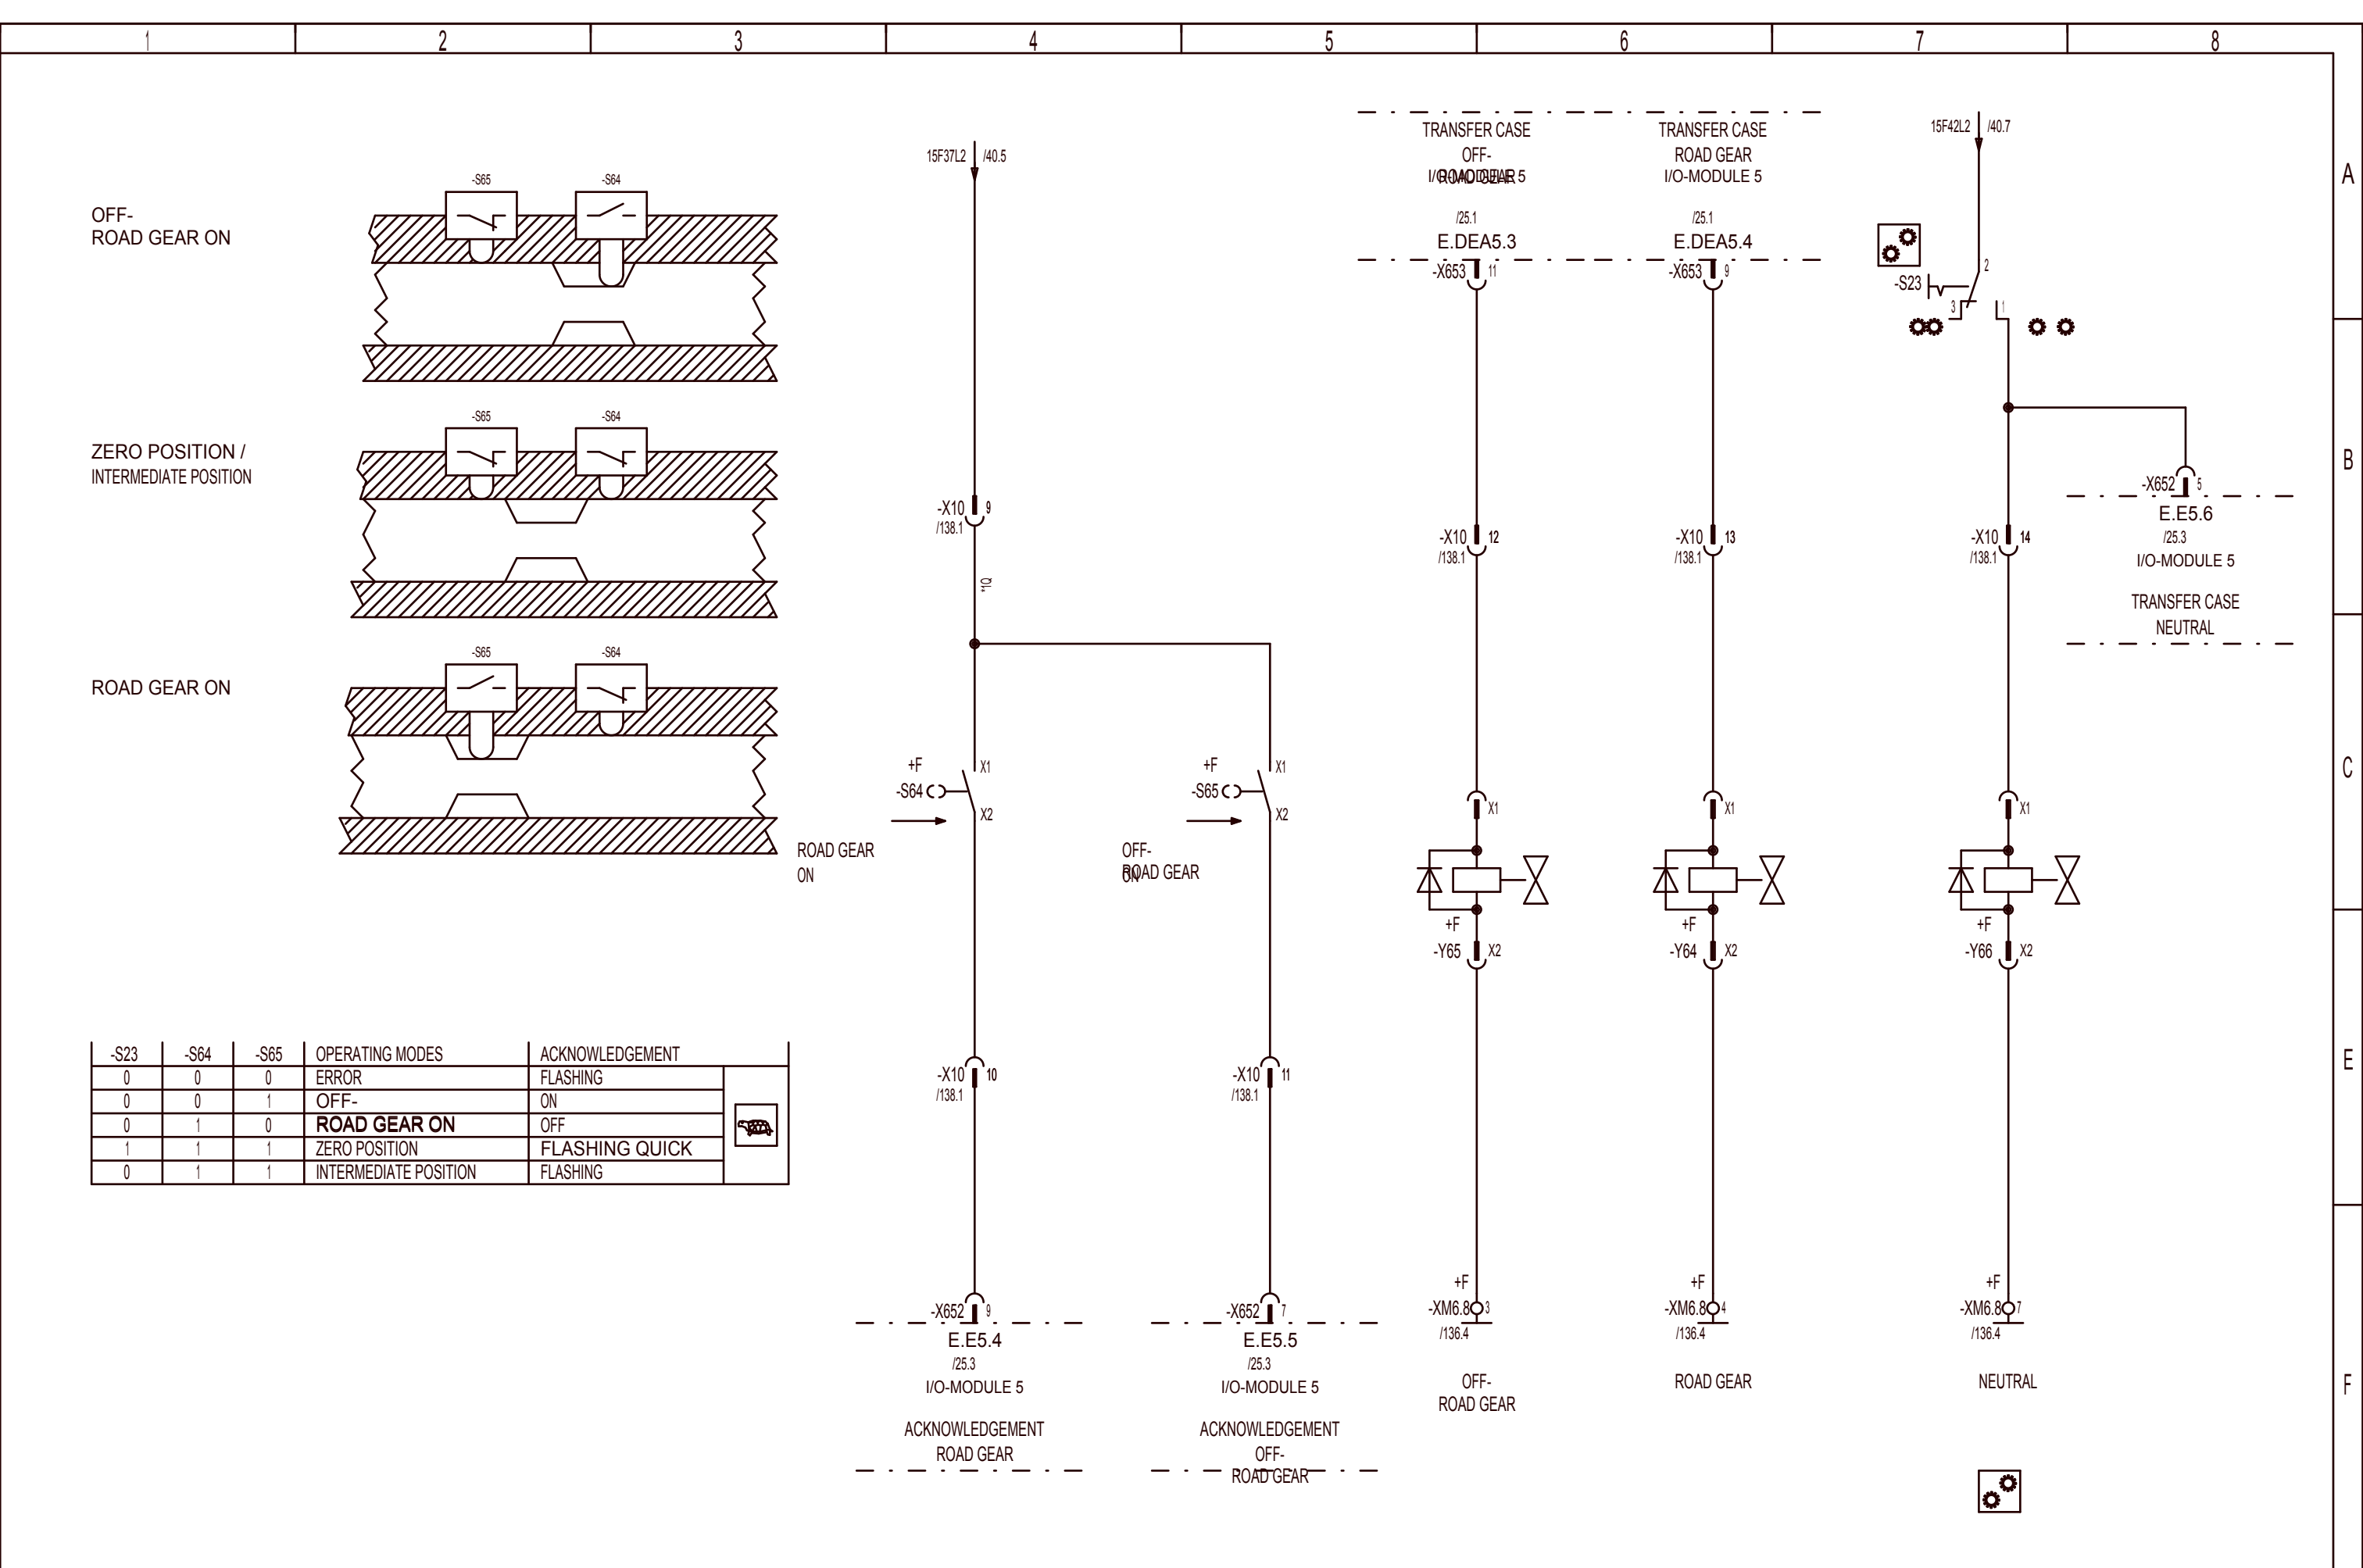 1 2 3 4 5 6 7 8
A
B
C
E
F
OFF-
ROAD GEAR ON
-S65 -S64
ZERO POSITION /
INTERMEDIATE POSITION
-S65 -S64
ROAD GEAR ON
-S65 -S64
-S23 -S64 -S65 OPERATING MODES ACKNOWLEDGEMENT
0 0 0 ERROR FLASHING
0 0 1 OFF- ON
0 1 0 ROAD GEAR ON OFF
1 1 1 ZERO POSITION FLASHING QUICK
0 1 1 INTERMEDIATE POSITION FLASHING
15F37L2 /40.5
-X10 9
/138.1
*1Q
+F X1
-S64
X2
ROAD GEAR
ON
-X10 10
/138.1
-X652 9
E.E5.4
/25.3
I/O-MODULE 5
ACKNOWLEDGEMENT
ROAD GEAR
+F X1
-S65
X2
OFF-
ROAD GEAR
ON
-X10 11
/138.1
-X652 7
E.E5.5
/25.3
I/O-MODULE 5
ACKNOWLEDGEMENT
OFF-
ROAD GEAR
TRANSFER CASE
OFF-
ROAD GEAR
I/O-MODULE 5
/25.1
E.DEA5.3
-X653 11
-X10 12
/138.1
X1
+F
-Y65 X2
+F
-XM6.8 3
/136.4
OFF-
ROAD GEAR
TRANSFER CASE
ROAD GEAR
I/O-MODULE 5
/25.1
E.DEA5.4
-X653 9
-X10 13
/138.1
X1
+F
-Y64 X2
+F
-XM6.8 4
/136.4
ROAD GEAR
15F42L2 /40.7
2
-S23
3 1
-X10 14
/138.1
X1
+F
-Y66 X2
+F
-XM6.8 7
/136.4
NEUTRAL
-X652 5
E.E5.6
/25.3
I/O-MODULE 5
TRANSFER CASE
NEUTRAL